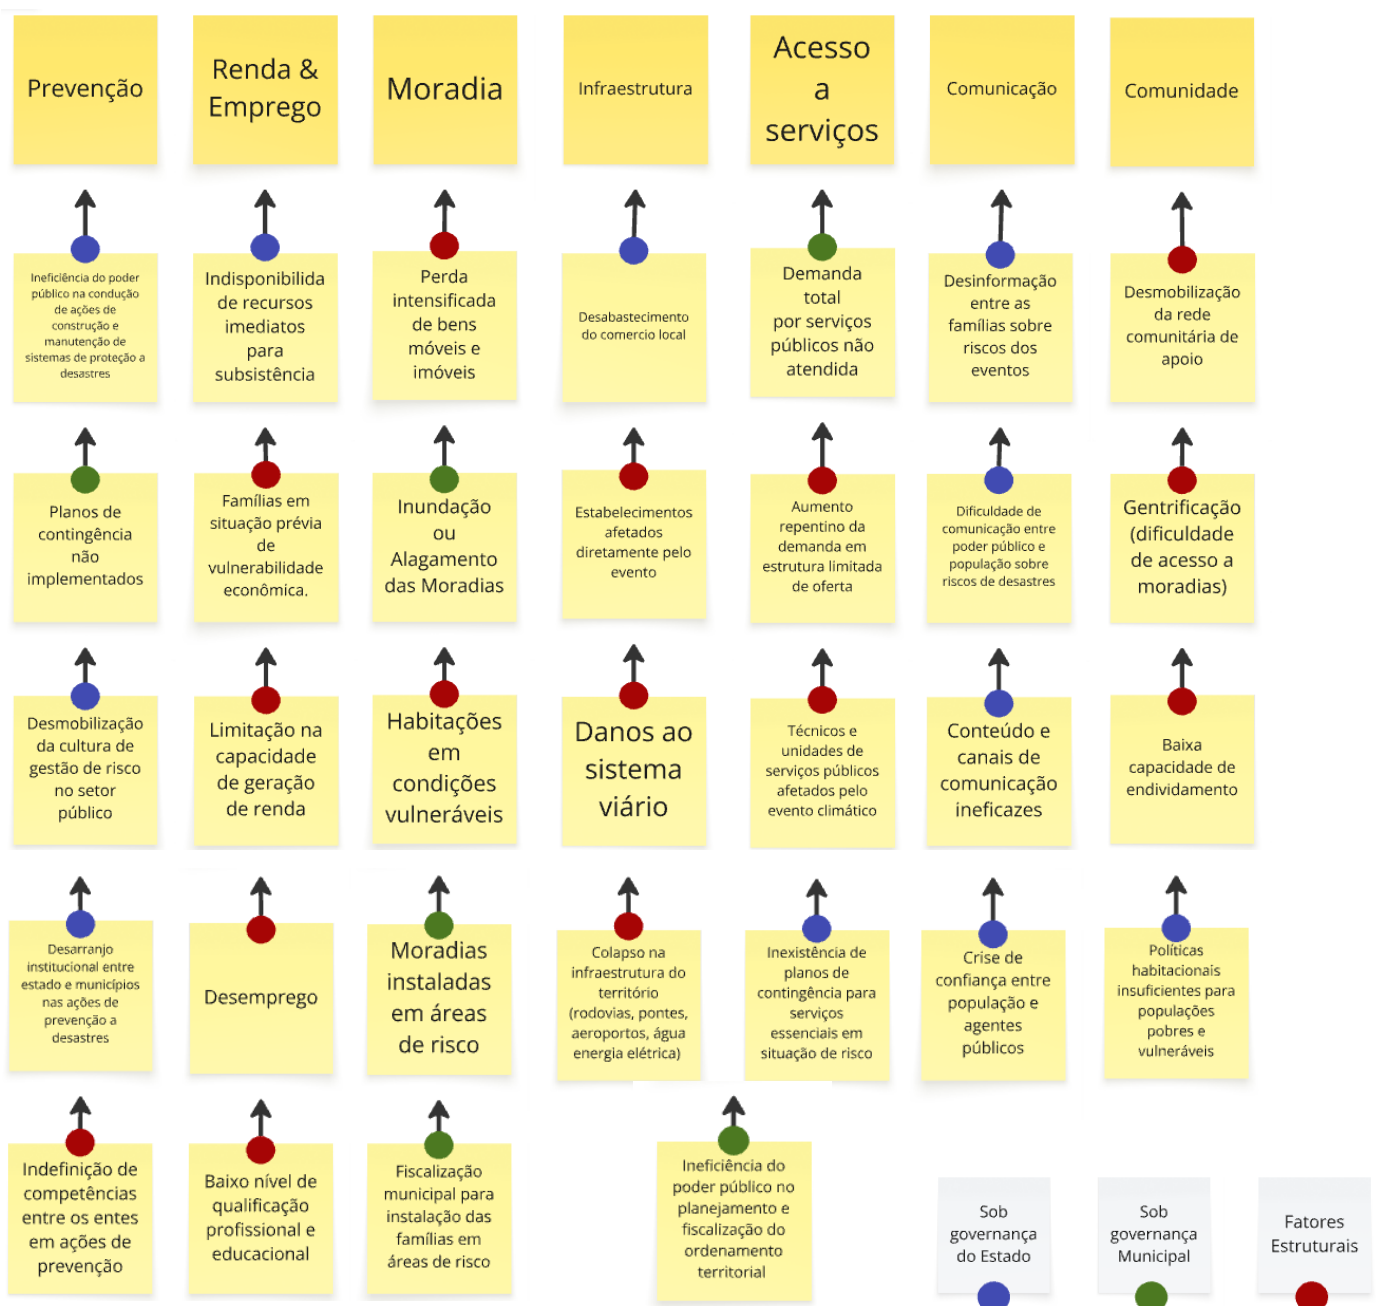 Prevenção
Renda &
Emprego
Moradia
Infraestrutura
Acesso
a
serviços
Comunicação
Comunidade
Ineficiência do poder
público na condução
de ações de
construção e
manutenção de
sistemas de proteção a
desastres
Indisponibilida
de recursos
imediatos
para
subsistência
Perda
intensificada
de bens
móveis e
imóveis
Desabastecimento
do comercio local
Demanda
total
por serviços
públicos não
atendida
Desinformação
entre as
famílias sobre
riscos dos
eventos
Desmobilização
da rede
comunitária de
apoio
Planos de
contingência
não
implementados
Famílias em
situação prévia
de
vulnerabilidade
econômica.
Inundação
ou
Alagamento
das Moradias
Estabelecimentos
afetados
diretamente pelo
evento
Aumento
repentino da
demanda em
estrutura limitada
de oferta
Dificuldade de
comunicação entre
poder público e
população sobre
riscos de desastres
Gentrificação
(dificuldade
de acesso a
moradias)
Desmobilização
da cultura de
gestão de risco
no setor
público
Limitação na
capacidade
de geração
de renda
Habitações
em
condições
vulneráveis
Danos ao
sistema
viário
Técnicos e
unidades de
serviços públicos
afetados pelo
evento climático
Conteúdo e
canais de
comunicação
ineficazes
Baixa
capacidade de
endividamento
Desarranjo
institucional entre
estado e municípios
nas ações de
prevenção a
desastres
Desemprego
Moradias
instaladas
em áreas
de risco
Colapso na
infraestrutura do
território
(rodovias, pontes,
aeroportos, água
energia elétrica)
Inexistência de
planos de
contingência para
serviços
essenciais em
situação de risco
Crise de
confiança entre
população e
agentes
públicos
Políticas
habitacionais
insuficientes para
populações
pobres e
vulneráveis
Indefinição de
competências
entre os entes
em ações de
prevenção
Baixo nível de
qualificação
profissional e
educacional
Fiscalização
municipal para
instalação das
famílias em
áreas de risco
Ineficiência do
poder público no
planejamento e
fiscalização do
ordenamento
territorial
Sob
governança
do Estado
Sob
governança
Municipal
Fatores
Estruturais